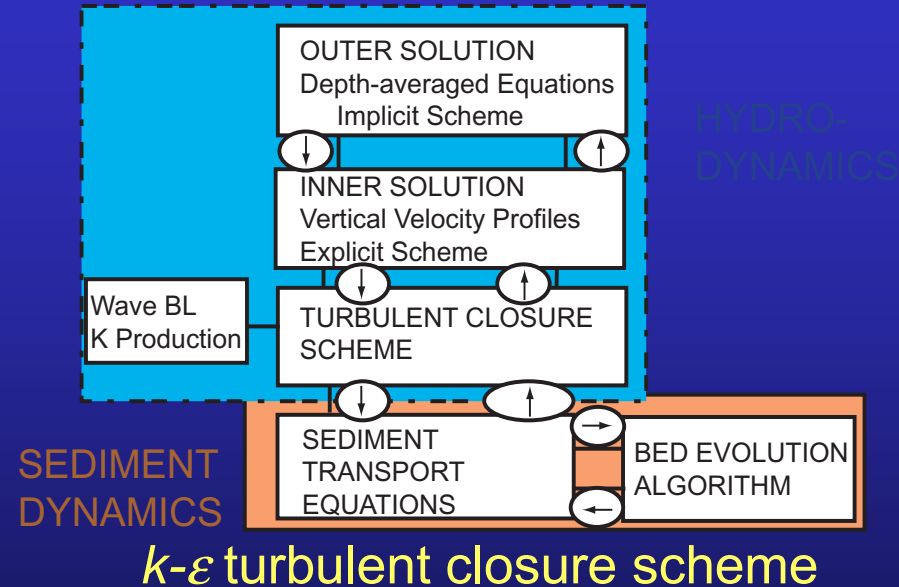 OUTER SOLUTION
Depth-averaged Equations
Implicit Scheme
HYDRO-
DYNAMICS
INNER SOLUTION
Vertical Velocity Profiles
Explicit Scheme
Wave BL
K Production
TURBULENT CLOSURE
SCHEME
SEDIMENT
DYNAMICS
SEDIMENT
TRANSPORT
EQUATIONS
BED EVOLUTION
ALGORITHM
k-ε turbulent closure scheme